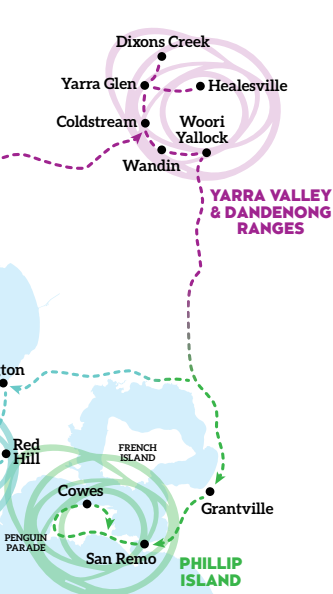 Dixons Creek
Yarra Glen
Healesville
Coldstream
Woori
Yallock
Wandin
YARRA VALLEY
& DANDENONG
RANGES
ton
Red
Hill
FRENCH
ISLAND
Cowes
Grantville
PENGUIN
PARADE
San Remo
PHILLIP
ISLAND